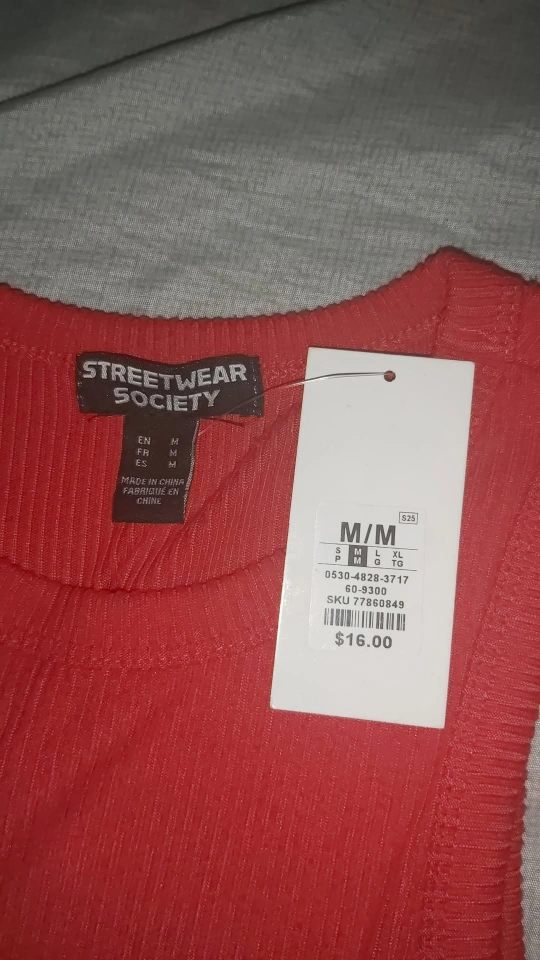 STREETWEAR
SOCIETY
EN M
FR M
ES M
MADE IN CHINA
FABRIQUÉ EN
CHINE
S25
M/M
S M L XL
P M G TG
0530-4828-3717
60-9300
SKU 77860849
$16.00